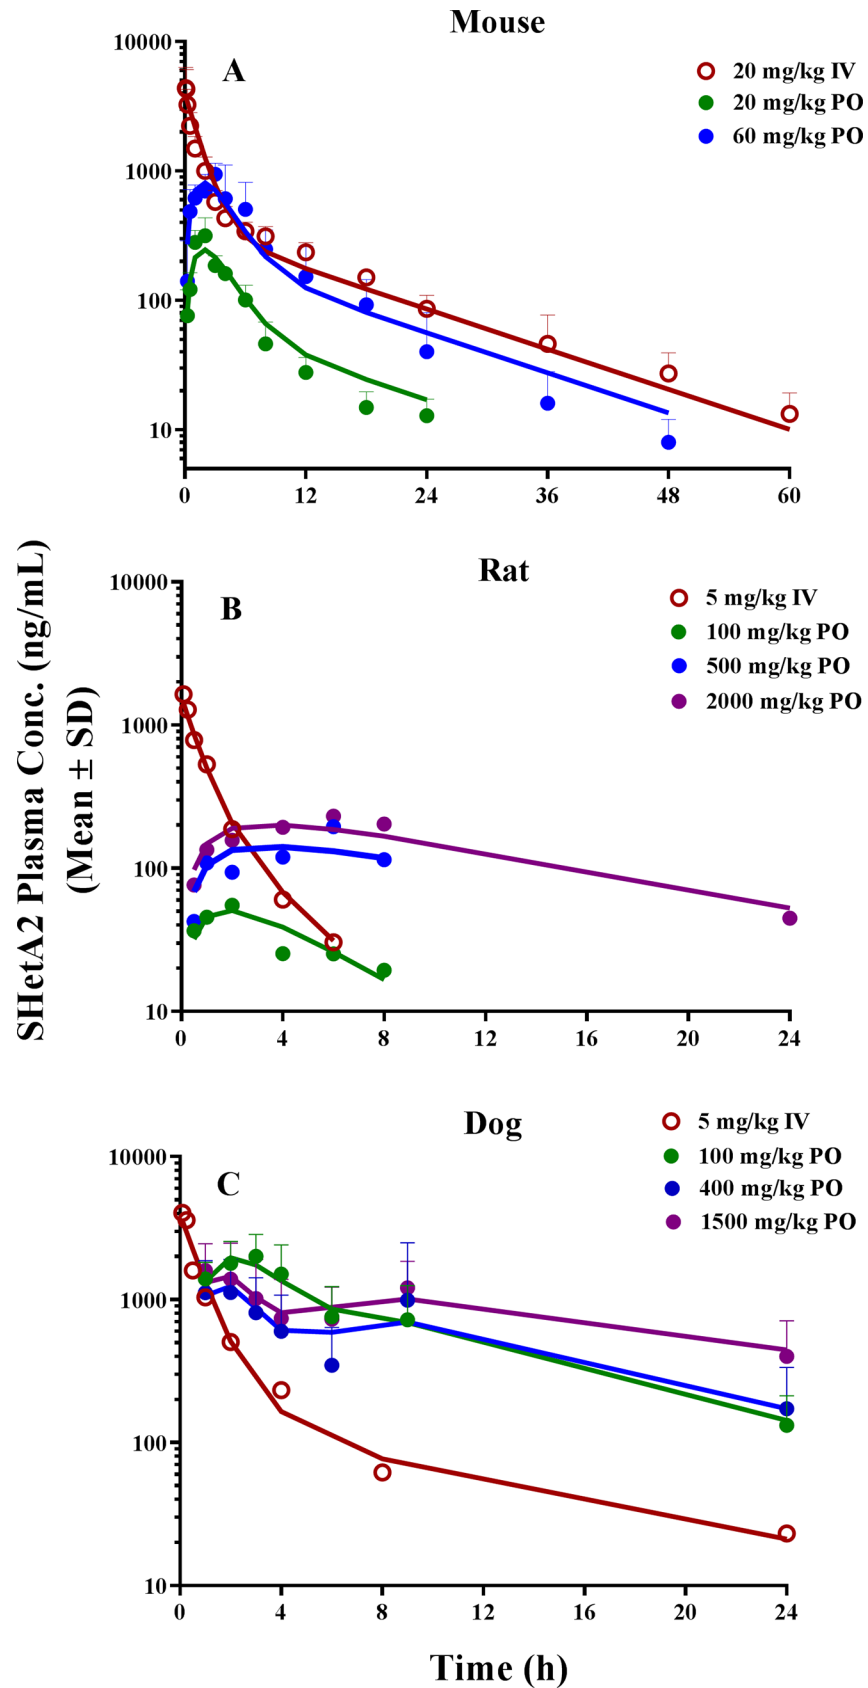 Mouse
A
20 mg/kg IV
20 mg/kg PO
60 mg/kg PO
10000
1000
100
10
0 12 24 36 48 60
SHetA2 Plasma Conc. (ng/mL)
(Mean ± SD)
Rat
B
5 mg/kg IV
100 mg/kg PO
500 mg/kg PO
2000 mg/kg PO
10000
1000
100
10
0 4 8 12 16 20 24
Dog
C
5 mg/kg IV
100 mg/kg PO
400 mg/kg PO
1500 mg/kg PO
10000
1000
100
10
0 4 8 12 16 20 24
Time (h)